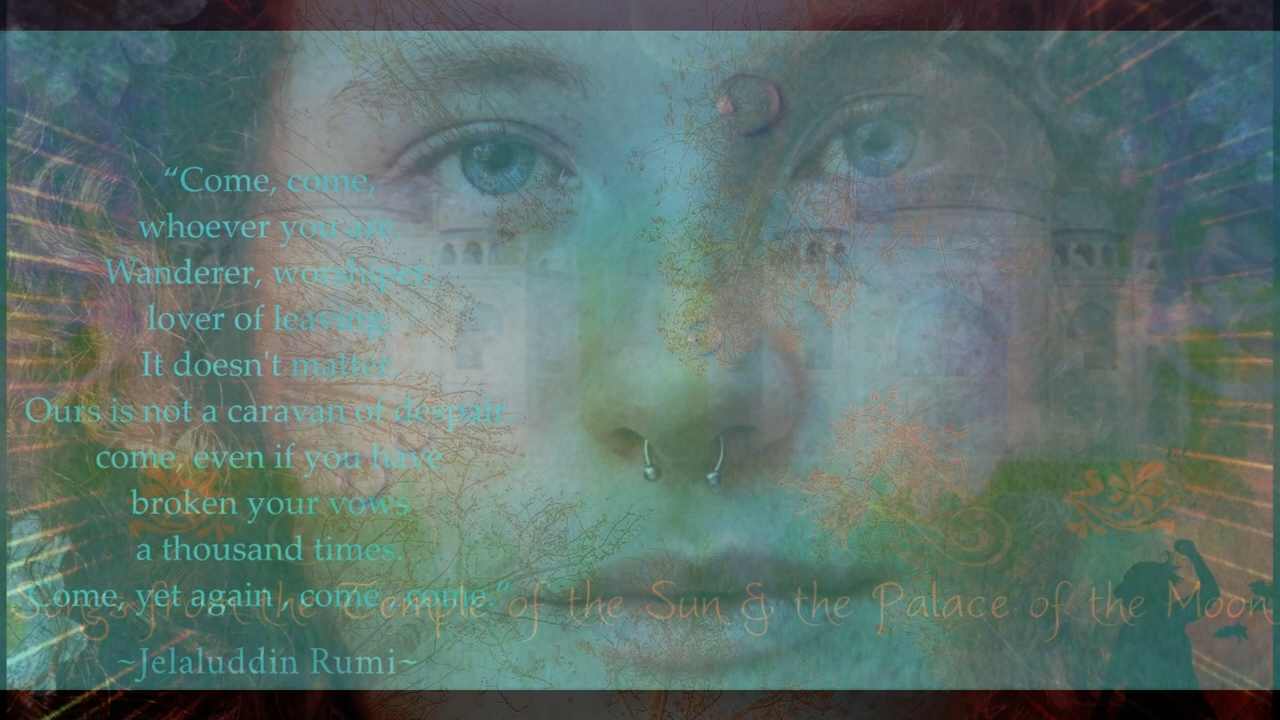 “Come, come,
whoever you are.
Wanderer, worshiper,
lover of leaving.
It doesn't matter.
Ours is not a caravan of despair
come, even if you have
broken your vows
a thousand times.
Come, yet again , come , come.”
Songs from the Temple of the Sun & the Palace of the Moon
~Jelaluddin Rumi~